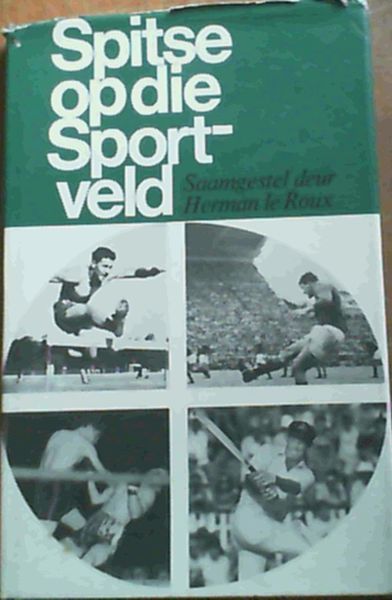 Spitse
op die
Sport-
veld
Saamgestel deur
Herman le Roux